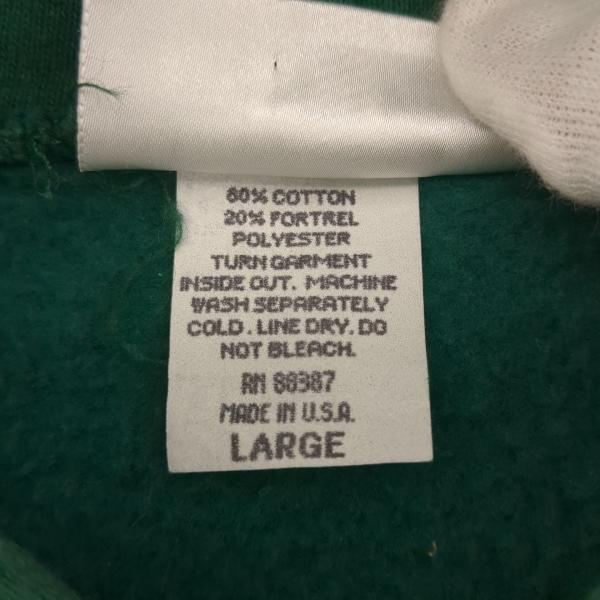 80% COTTON
20% FORTREL
POLYESTER
TURN GARMENT
INSIDE OUT. MACHINE
WASH SEPARATELY
COLD. LINE DRY. DO
NOT BLEACH.
RN 80387
MADE IN U.S.A.
LARGE